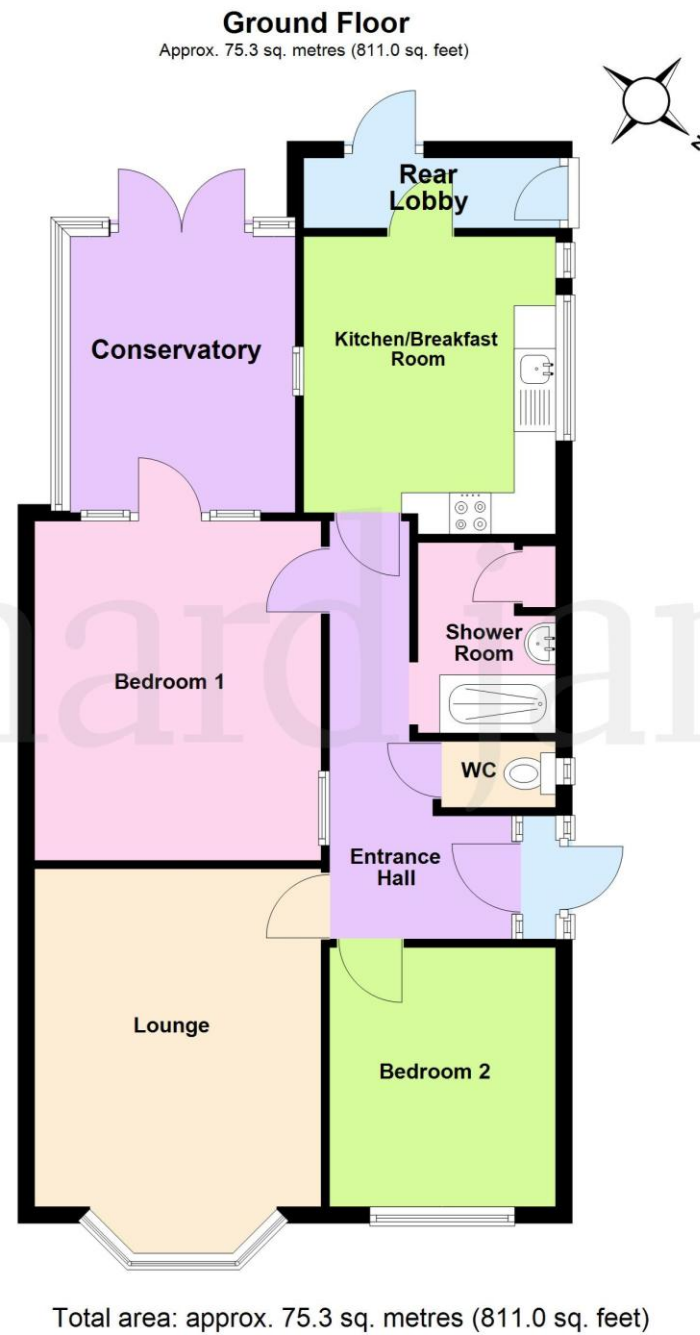 Ground Floor
Approx. 75.3 sq. metres (811.0 sq. feet)
N
Rear
Lobby
Conservatory
Kitchen/Breakfast
Room
Bedroom 1
Shower
Room
WC
Entrance
Hall
Lounge
Bedroom 2
Total area: approx. 75.3 sq. metres (811.0 sq. feet)